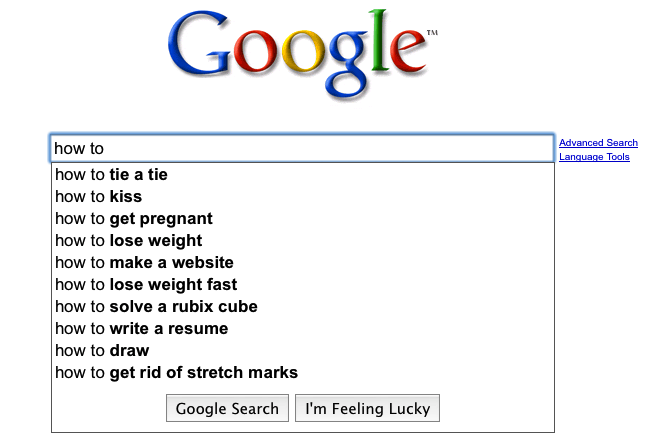 Google™
how to
Advanced Search
Language Tools
how to tie a tie
how to kiss
how to get pregnant
how to lose weight
how to make a website
how to lose weight fast
how to solve a rubix cube
how to write a resume
how to draw
how to get rid of stretch marks
Google Search
I'm Feeling Lucky